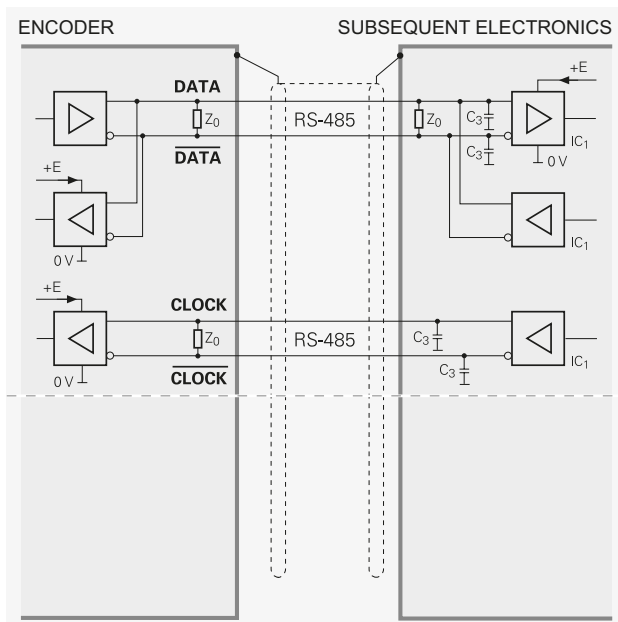 ENCODER
SUBSEQUENT ELECTRONICS
+E
DATA
Z₀
RS-485
Z₀
C₃
IC₁
DATA
C₃
0 V
+E
0 V
IC₁
+E
CLOCK
Z₀
RS-485
C₃
C₃
IC₁
0 V
CLOCK